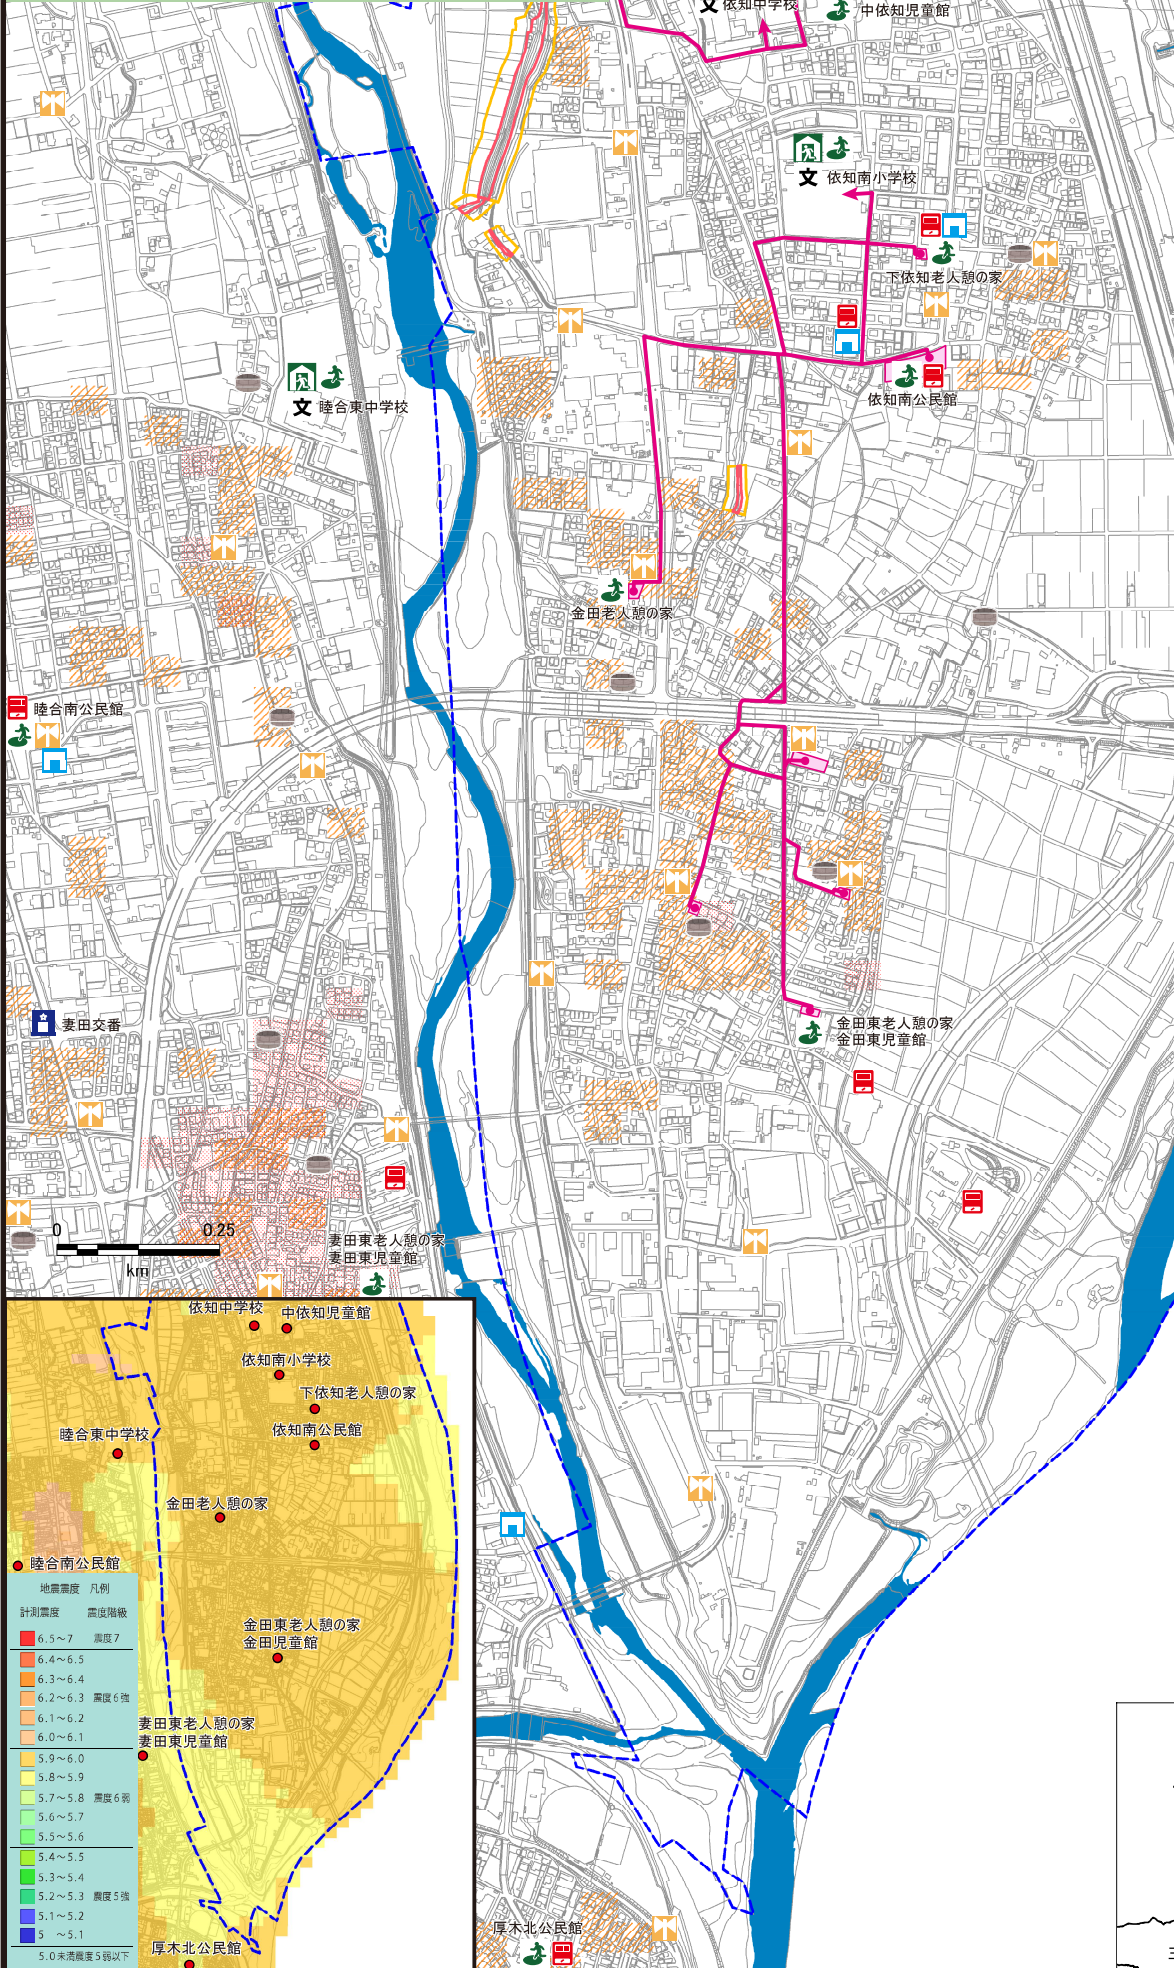 文 依知中学校
中依知児童館
文 依知南小学校
下依知老人憩の家
依知南公民館
文 睦合東中学校
金田老人憩の家
睦合南公民館
妻田交番
金田東老人憩の家
金田東児童館
0 0.25
km
妻田東老人憩の家
妻田東児童館
依知中学校
中依知児童館
依知南小学校
下依知老人憩の家
依知南公民館
睦合東中学校
金田老人憩の家
睦合南公民館
地震震度 凡例
計測震度 震度階級
6.5～7 震度7
6.4～6.5
6.3～6.4
6.2～6.3 震度6強
6.1～6.2
6.0～6.1
5.9～6.0
5.8～5.9
5.7～5.8 震度6弱
5.6～5.7
5.5～5.6
5.4～5.5
5.3～5.4
5.2～5.3 震度5強
5.1～5.2
5 ～5.1
5.0未満震度5弱以下
金田東老人憩の家
金田児童館
妻田東老人憩の家
妻田東児童館
厚木北公民館
厚木北公民館